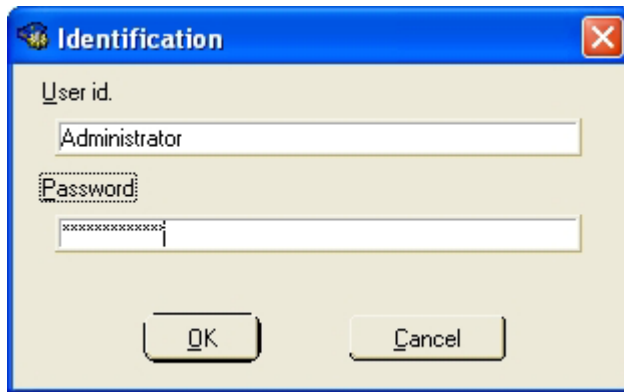 Identification
User id.
Administrator
Password
*************
OK
Cancel